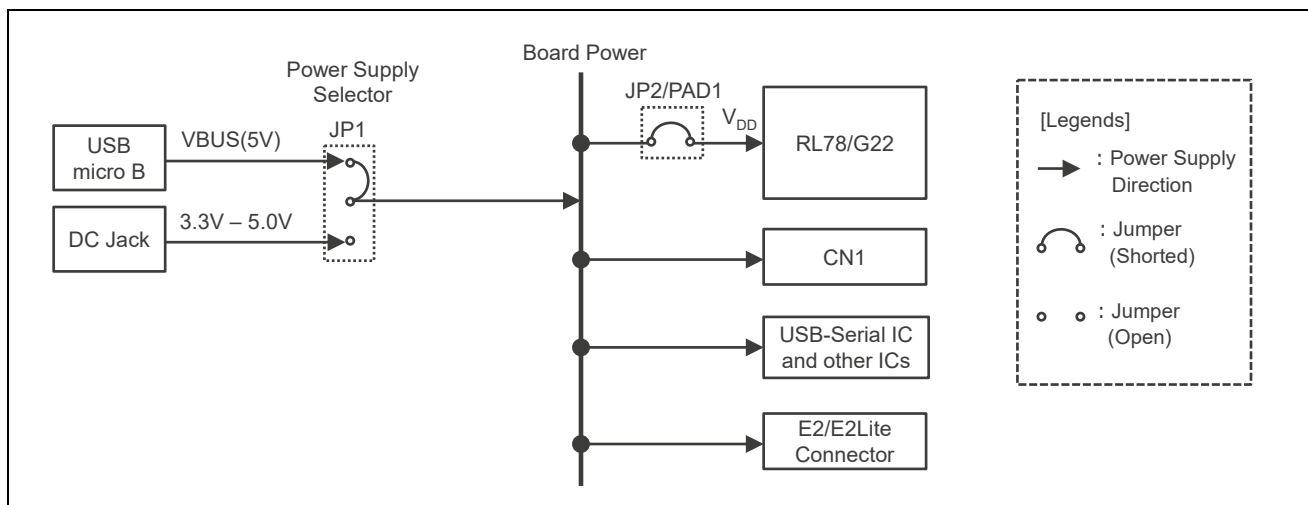 Board Power
Power Supply
Selector
JP1
USB
micro B
VBUS(5V)
DC Jack
3.3V – 5.0V
JP2/PAD1
VDD
RL78/G22
CN1
USB-Serial IC
and other ICs
E2/E2Lite
Connector
[Legends]
: Power Supply
Direction
: Jumper
(Shorted)
: Jumper
(Open)